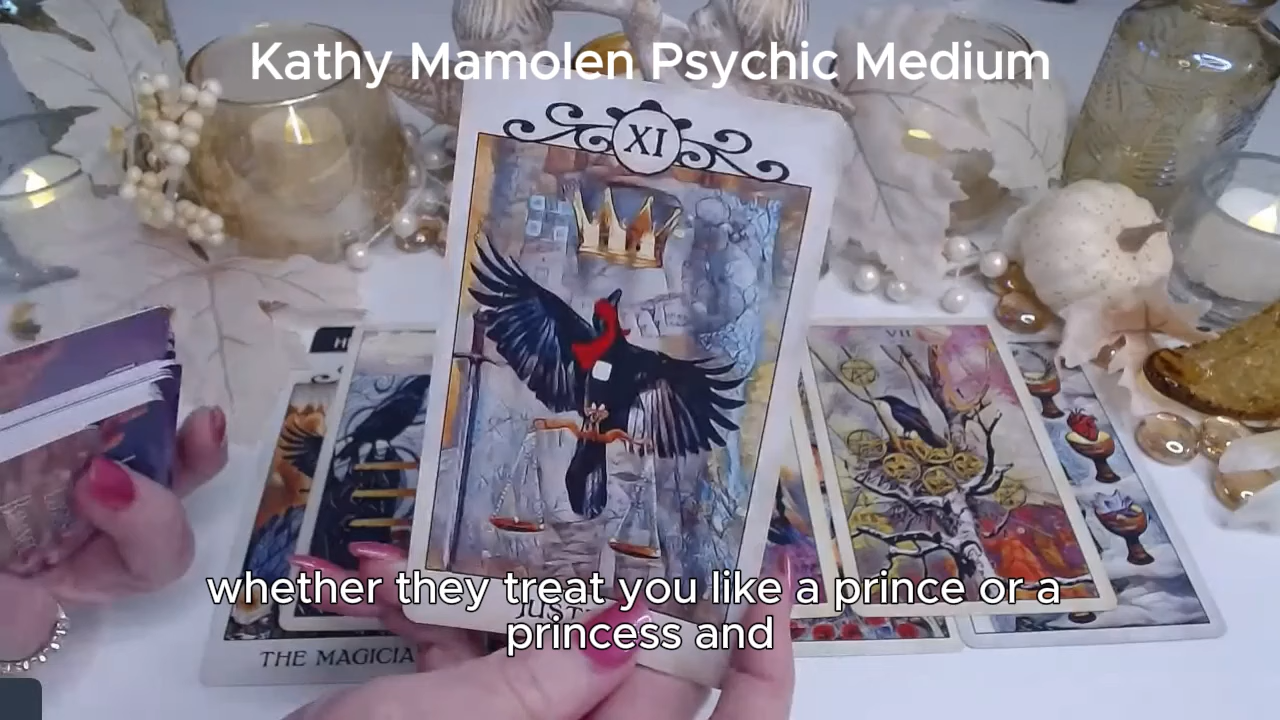 Kathy Mamolen Psychic Medium
XI
VII
whether they treat you like a prince or a
princess and
THE MAGICIA